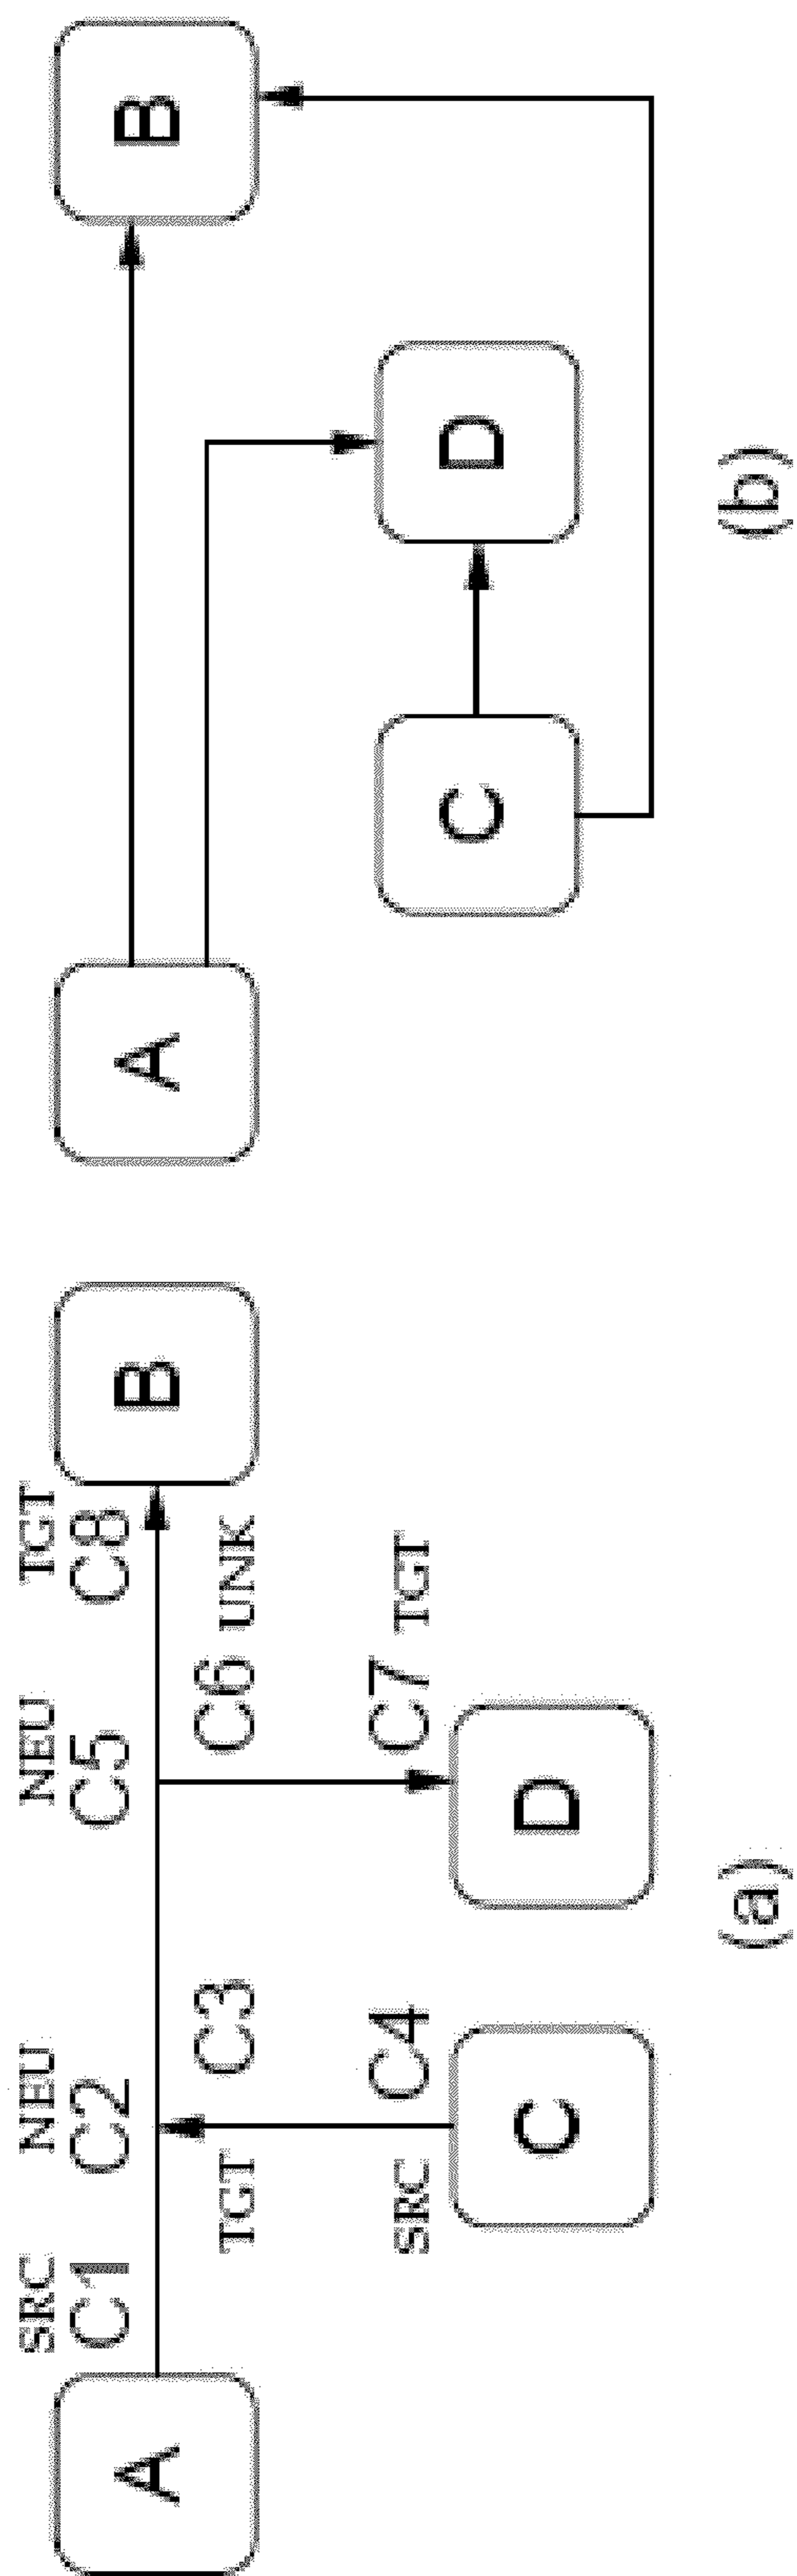 SRC NEU NEU TGT
A C1 C2 C5 C8 B
TGT C3 C6 UNK
SRC C4 C7 TGT
C D
(a)
A B
C D
(b)